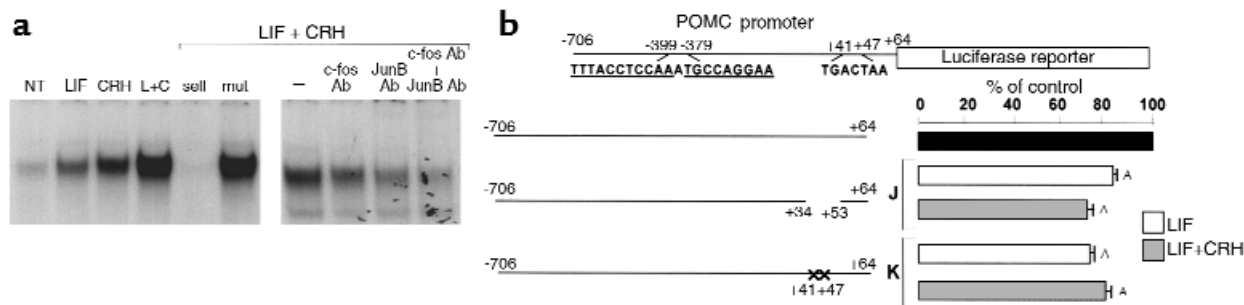 a
LIF + CRH
NT LIF CRH L+C self mut
– c-fos Ab JunB Ab c-fos Ab + JunB Ab
b
POMC promoter
-706 -399 -379 +41 +47 +64
TTTACCTCCAAATGCCAGGAA TGACTAA
Luciferase reporter
% of control
0 20 40 60 80 100
-706 +64
-706 +34 +53 +64
J
A
A
-706 +64
+41 +47
K
A
A
LIF
LIF+CRH